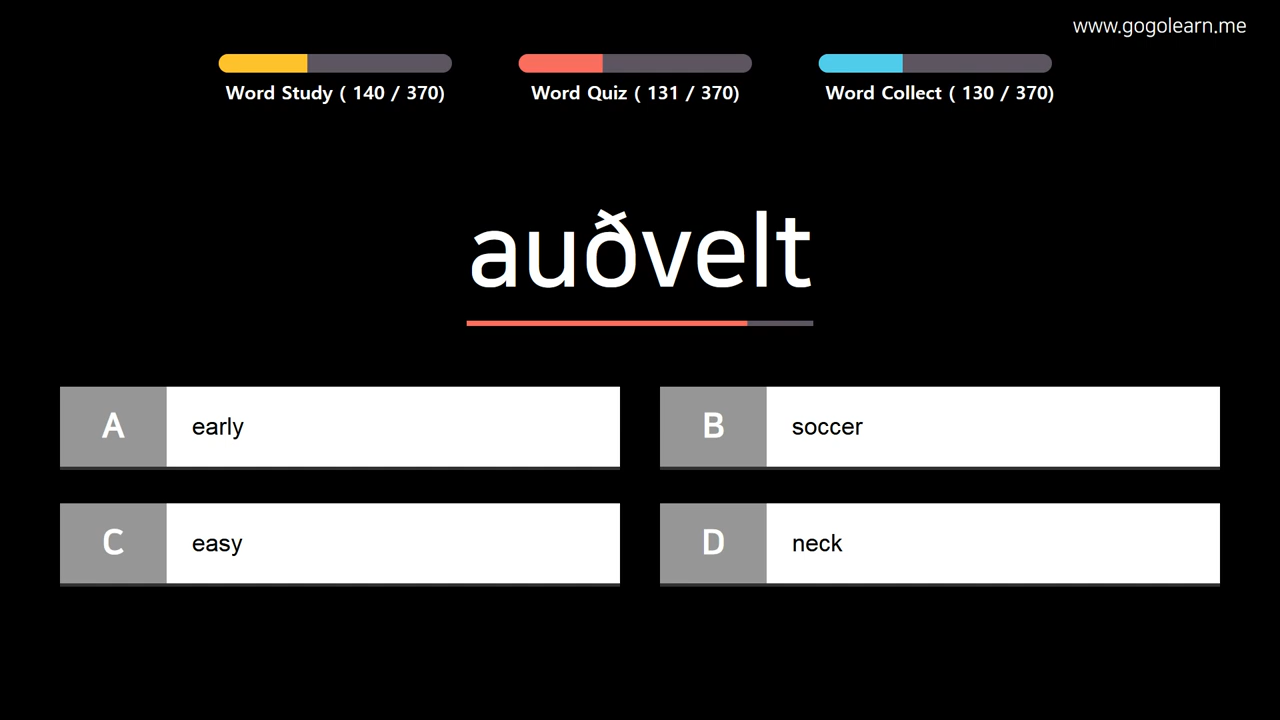 www.gogolearn.me
Word Study ( 140 / 370)
Word Quiz ( 131 / 370)
Word Collect ( 130 / 370)
auðvelt
A early
B soccer
C easy
D neck